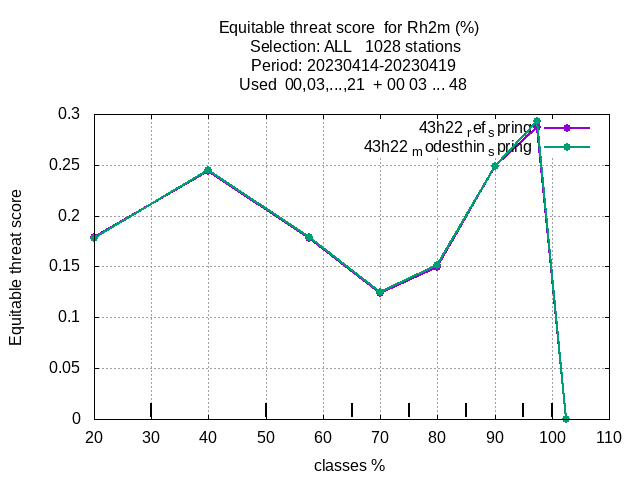 Equitable threat score for Rh2m (%)
Selection: ALL 1028 stations
Period: 20230414-20230419
Used 00,03,...,21 + 00 03 ... 48
43h22 ref spring
43h22 modesthin spring
Equitable threat score
0.3
0.25
0.2
0.15
0.1
0.05
0
20 30 40 50 60 70 80 90 100 110
classes %